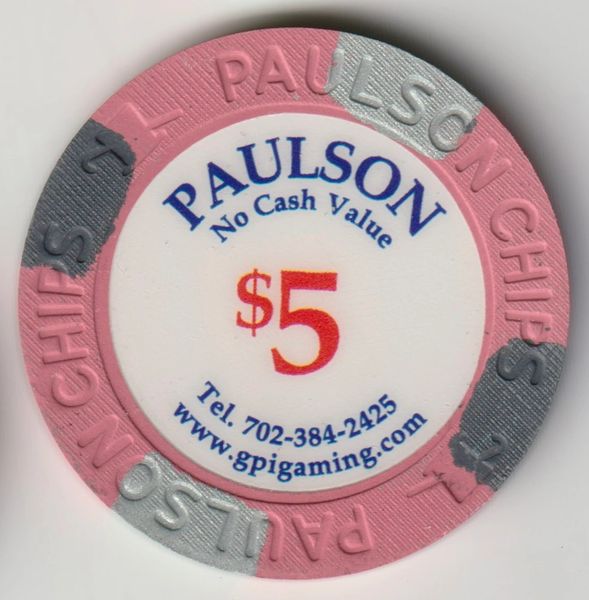 PAULSON
No Cash Value
$5
Tel. 702-384-2425
www.gpigaming.com
PAULSON CHIPS
PAULSON CHIPS